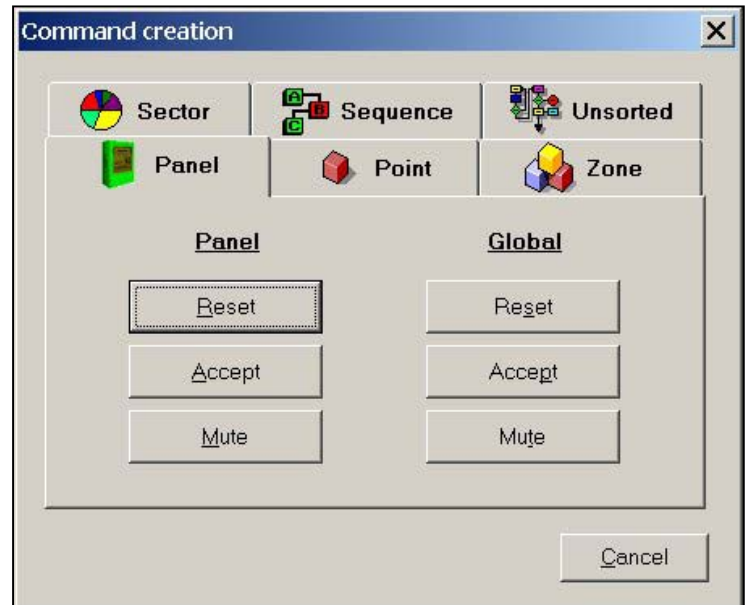 Command creation
Sector Sequence Unsorted
A
B
C
Panel Point Zone
Panel Global
Reset Reset
Accept Accept
Mute Mute
Cancel